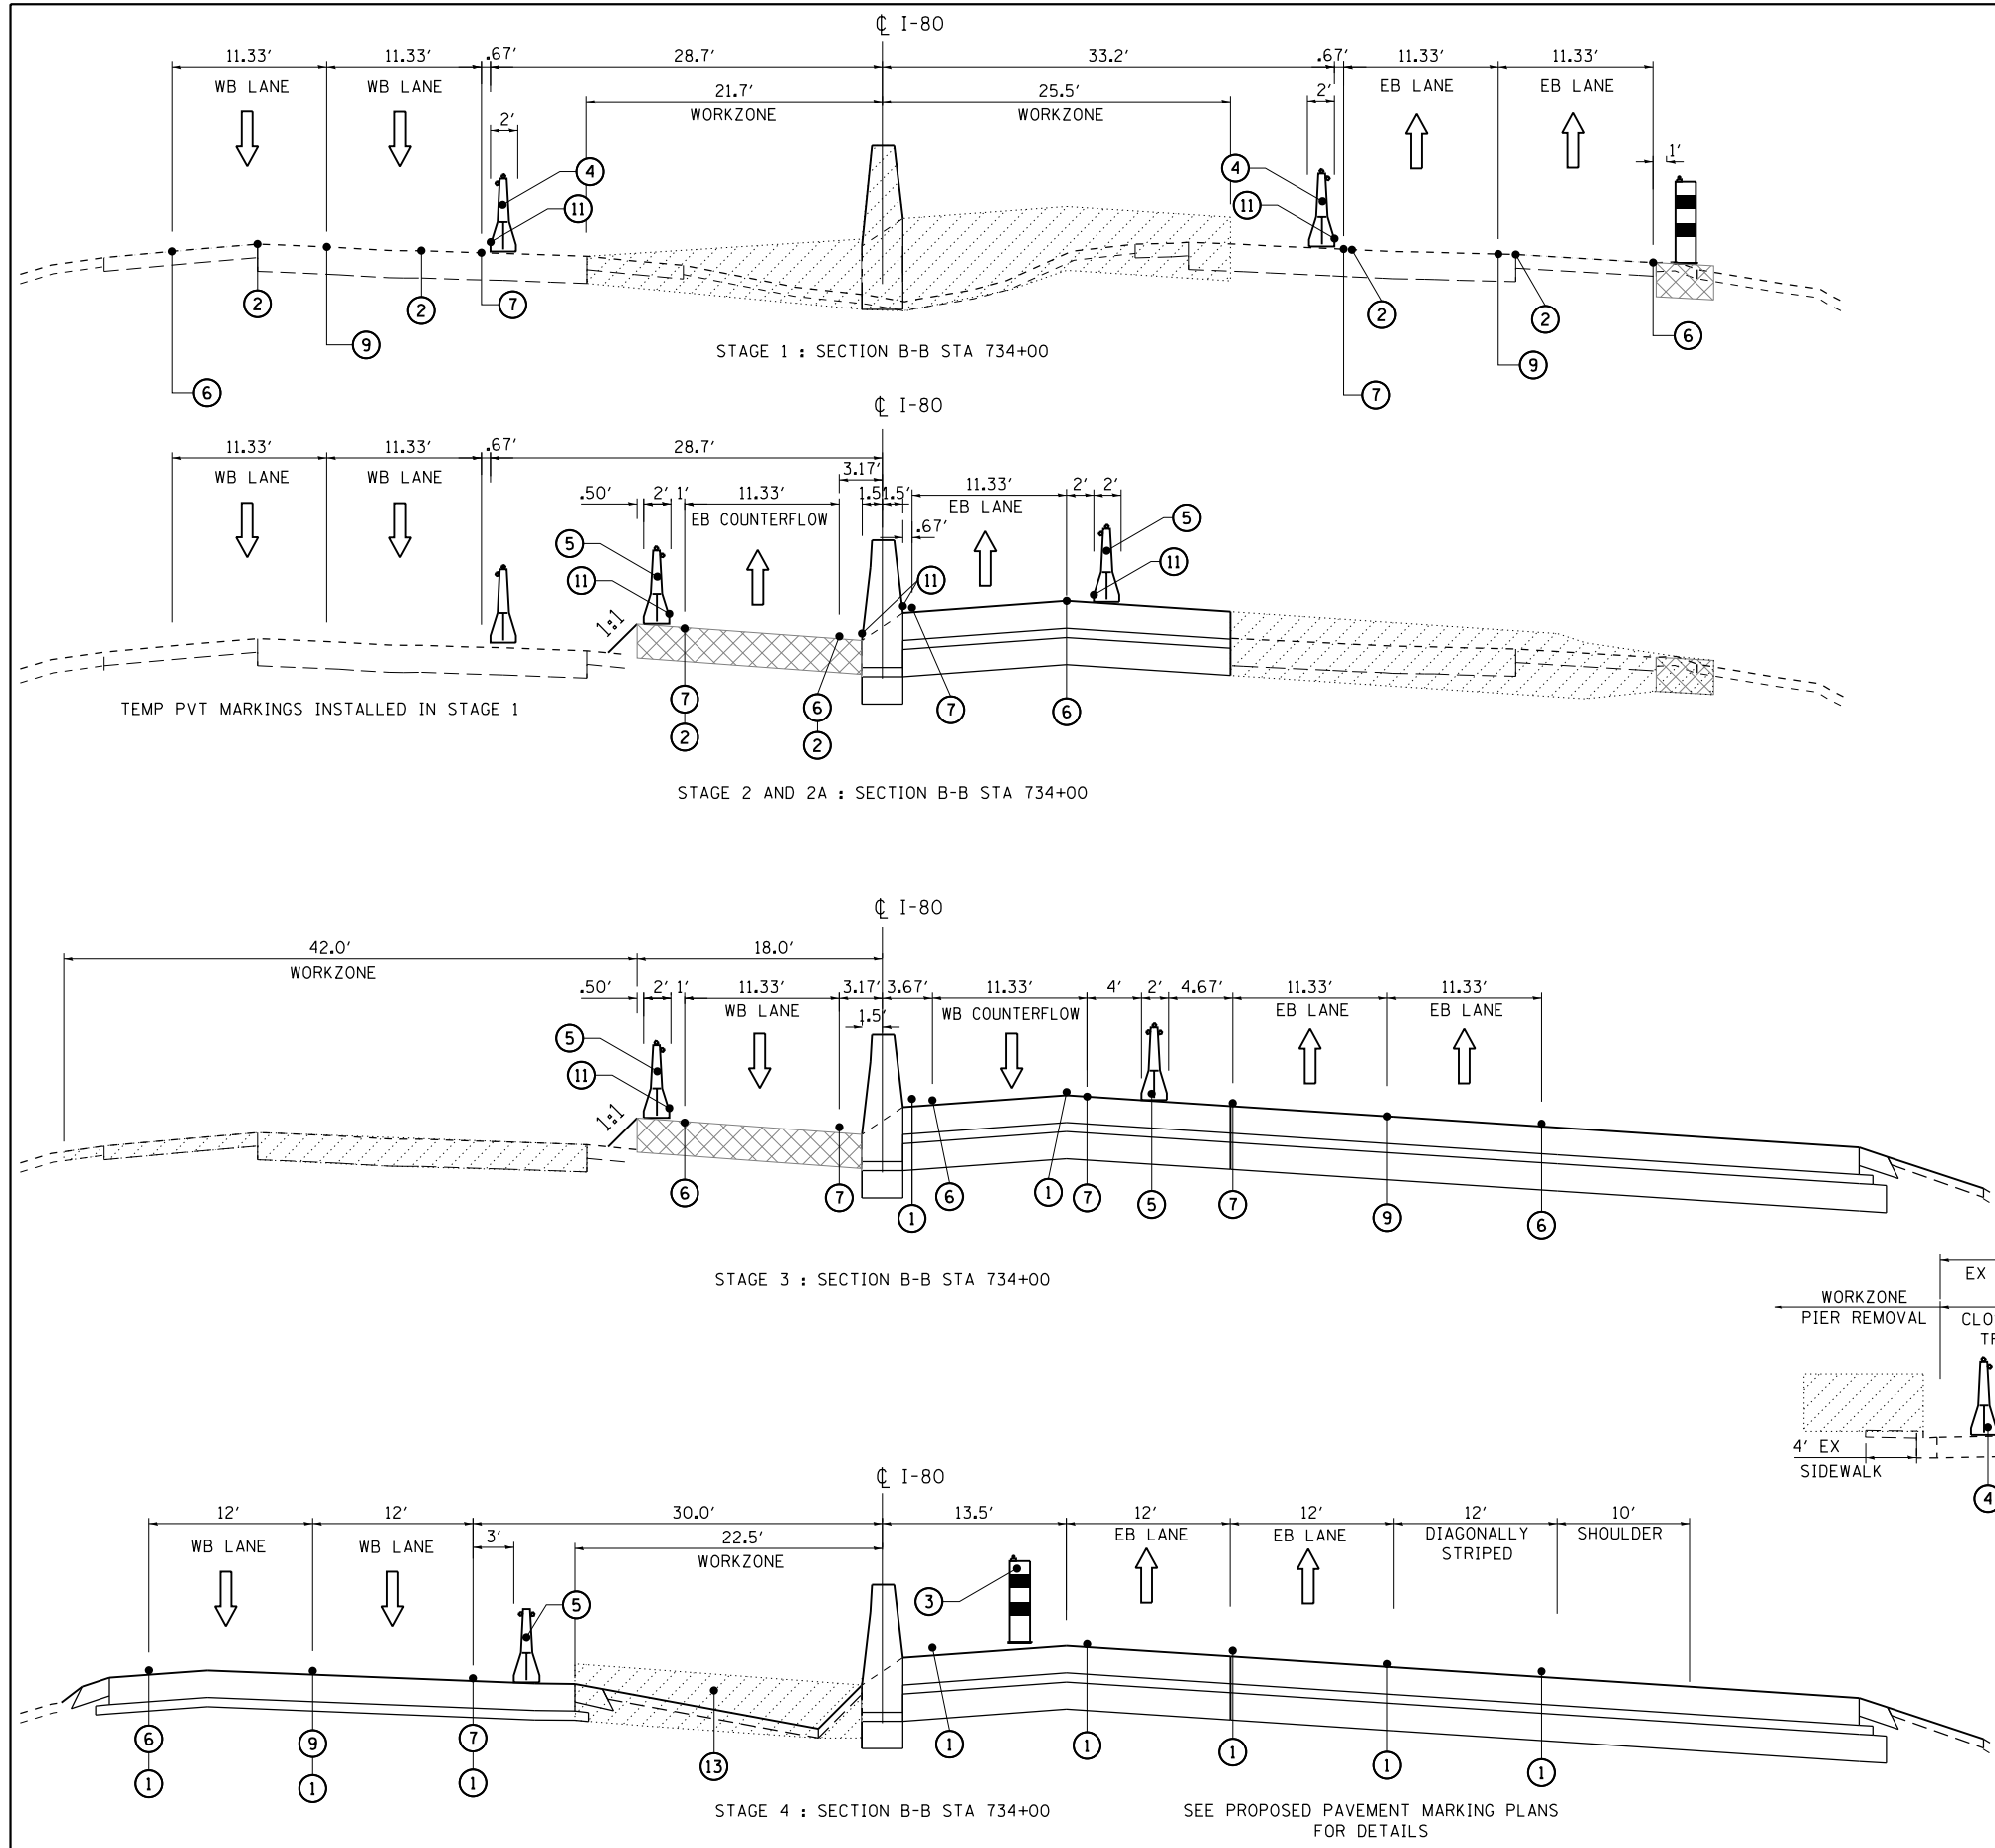 ℄ I-80
11.33' 11.33' .67' 28.7' 33.2' .67' 11.33' 11.33'
WB LANE WB LANE EB LANE EB LANE
21.7' 25.5'
WORKZONE WORKZONE
2' 2'
1'
4 4
11 11
2 2 7 2 2
9 6
STAGE 1 : SECTION B-B STA 734+00
9
6 7
℄ I-80
11.33' 11.33' .67' 28.7'
WB LANE WB LANE
3.17'
.50' 2' 1' 11.33' 1.5' 1.5' 11.33' 2' 2'
EB COUNTERFLOW EB LANE
.67'
5 5
11 11 11
1:1
TEMP PVT MARKINGS INSTALLED IN STAGE 1
7 6 7 6
2 2
STAGE 2 AND 2A : SECTION B-B STA 734+00
℄ I-80
42.0' 18.0'
WORKZONE
.50' 2' 1' 11.33' 3.17' 3.67' 11.33' 4' 2' 4.67' 11.33' 11.33'
WB LANE WB COUNTERFLOW EB LANE EB LANE
1.5'
5
11
1:1
6 7 1 6 1 7 5 7 9 6
STAGE 3 : SECTION B-B STA 734+00
EX
WORKZONE
PIER REMOVAL
4' EX
SIDEWALK
4
℄ I-80
12' 12' 30.0' 13.5' 12' 12' 12' 10'
WB LANE WB LANE EB LANE EB LANE DIAGONALLY SHOULDER
STRIPED
3' 22.5'
WORKZONE
5 3
6 9 7 13 1 1 1 1 1
1 1 1
STAGE 4 : SECTION B-B STA 734+00
SEE PROPOSED PAVEMENT MARKING PLANS
FOR DETAILS